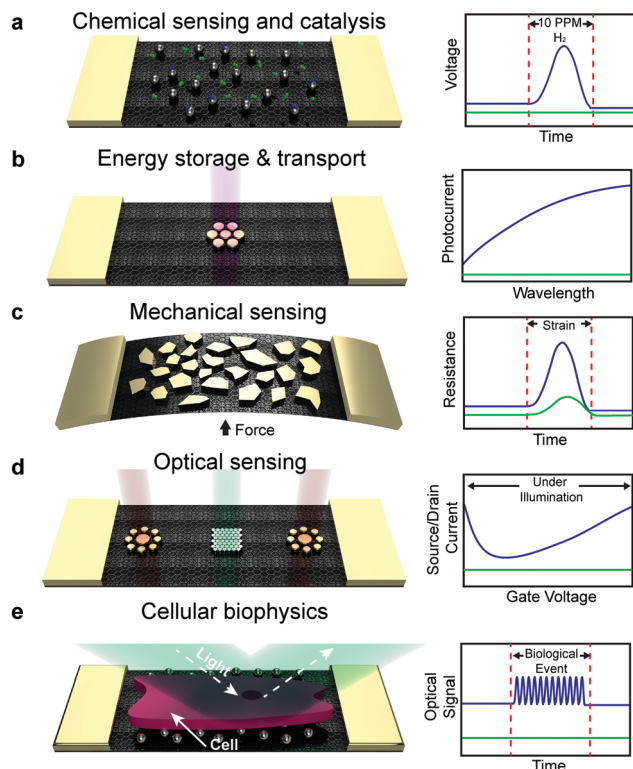 a
Chemical sensing and catalysis
10 PPM
H₂
Voltage
Time
b
Energy storage & transport
Photocurrent
Wavelength
c
Mechanical sensing
Force
Strain
Resistance
Time
d
Optical sensing
Under
Illumination
Source/Drain
Current
Gate Voltage
e
Cellular biophysics
Light
Cell
Biological
Event
Optical
Signal
Time